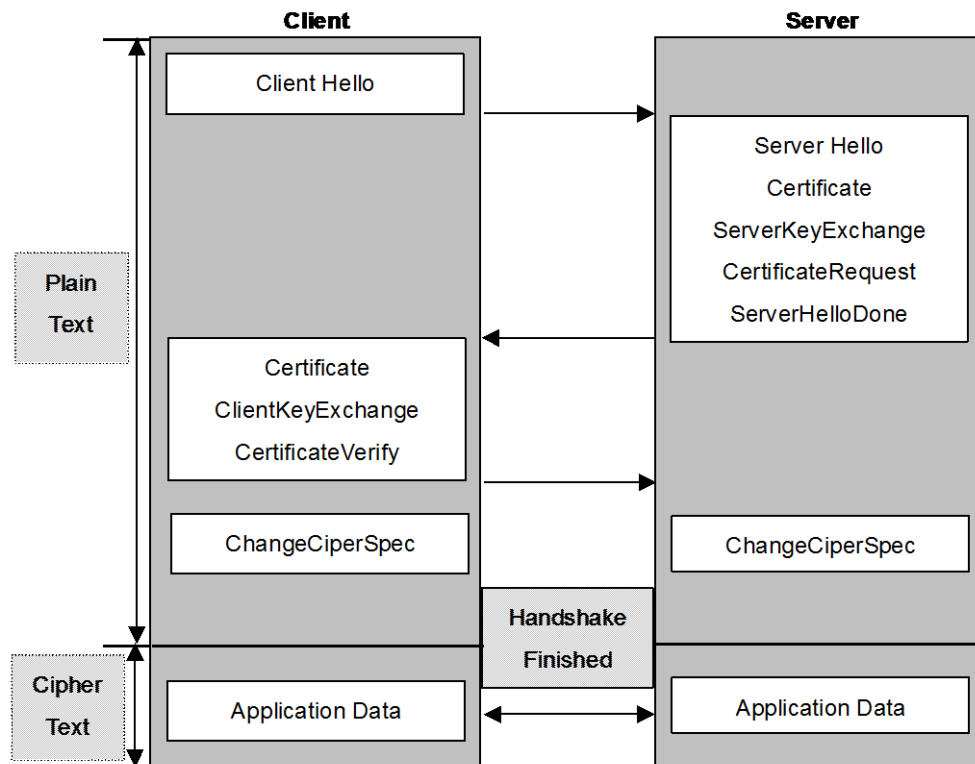 Client
Server
Client Hello
Server Hello
Certificate
ServerKeyExchange
CertificateRequest
ServerHelloDone
Plain
Text
Certificate
ClientKeyExchange
CertificateVerify
ChangeCiperSpec
ChangeCiperSpec
Handshake
Finished
Cipher
Text
Application Data
Application Data